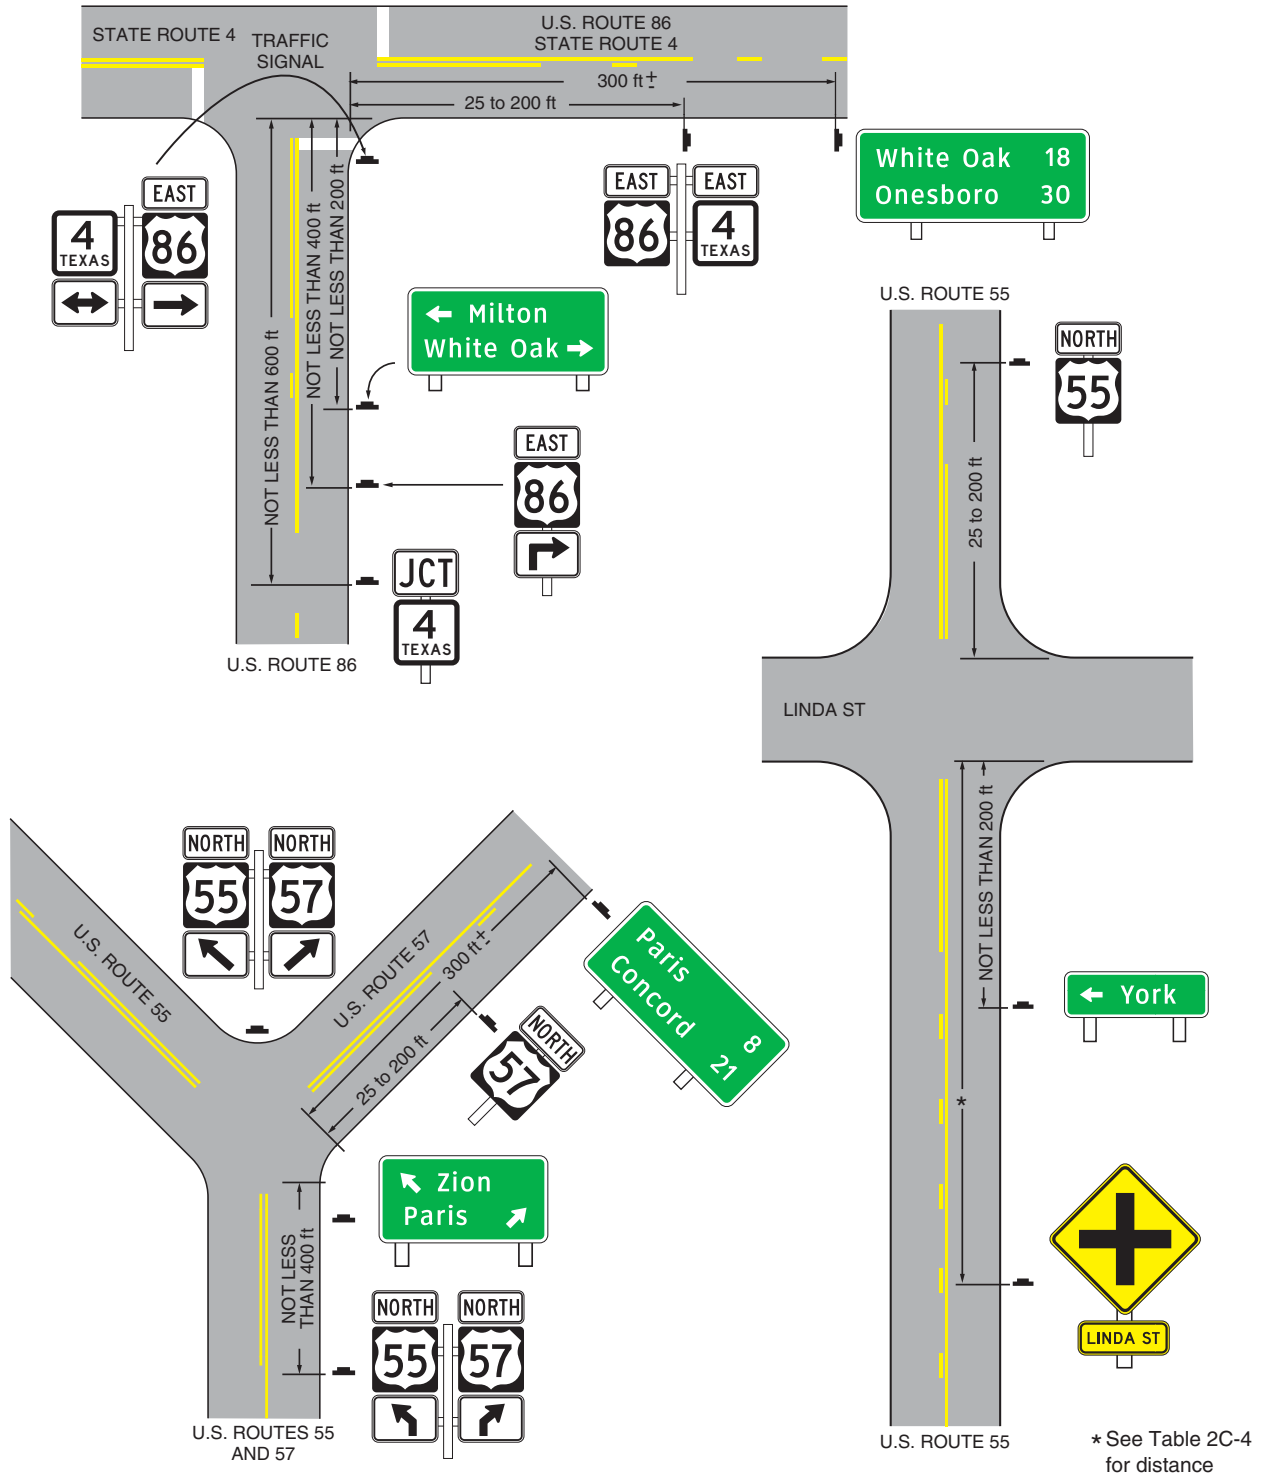 STATE ROUTE 4
TRAFFIC
SIGNAL
U.S. ROUTE 86
STATE ROUTE 4
300 ft ±
25 to 200 ft
White Oak 18
Onesboro 30
EAST
4
TEXAS
86
EAST
EAST
86
4
TEXAS
NOT LESS THAN 600 ft
NOT LESS THAN 400 ft
NOT LESS THAN 200 ft
← Milton
White Oak →
EAST
86
JCT
4
TEXAS
U.S. ROUTE 86
U.S. ROUTE 55
NORTH
55
25 to 200 ft
LINDA ST
NOT LESS THAN 200 ft
← York
*
LINDA ST
U.S. ROUTE 55
* See Table 2C-4
for distance
NORTH
55
NORTH
57
U.S. ROUTE 55
U.S. ROUTE 57
300 ft ±
25 to 200 ft
Paris 8
Concord 21
NORTH
57
Zion
Paris
NOT LESS
THAN 400 ft
NORTH
55
NORTH
57
U.S. ROUTES 55
AND 57